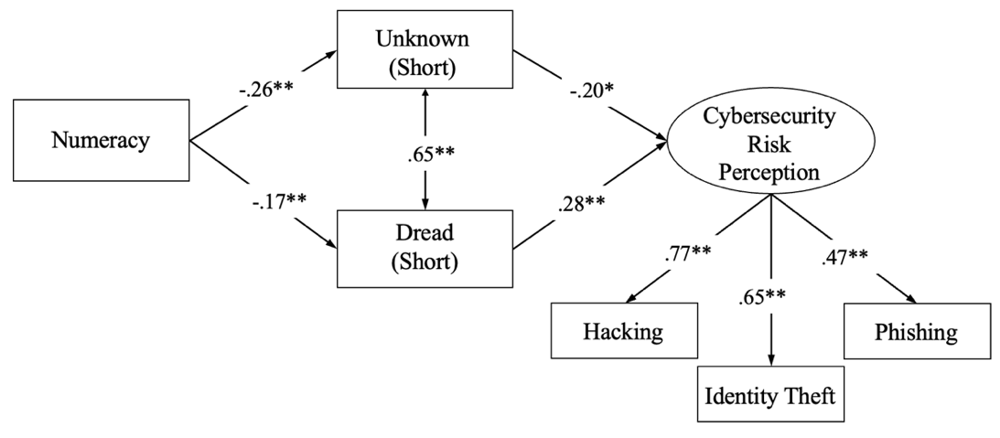 Unknown
(Short)
-.26**
-.20*
Numeracy
.65**
Cybersecurity
Risk
Perception
-.17**
.28**
Dread
(Short)
.77**
.47**
.65**
Hacking
Phishing
Identity Theft